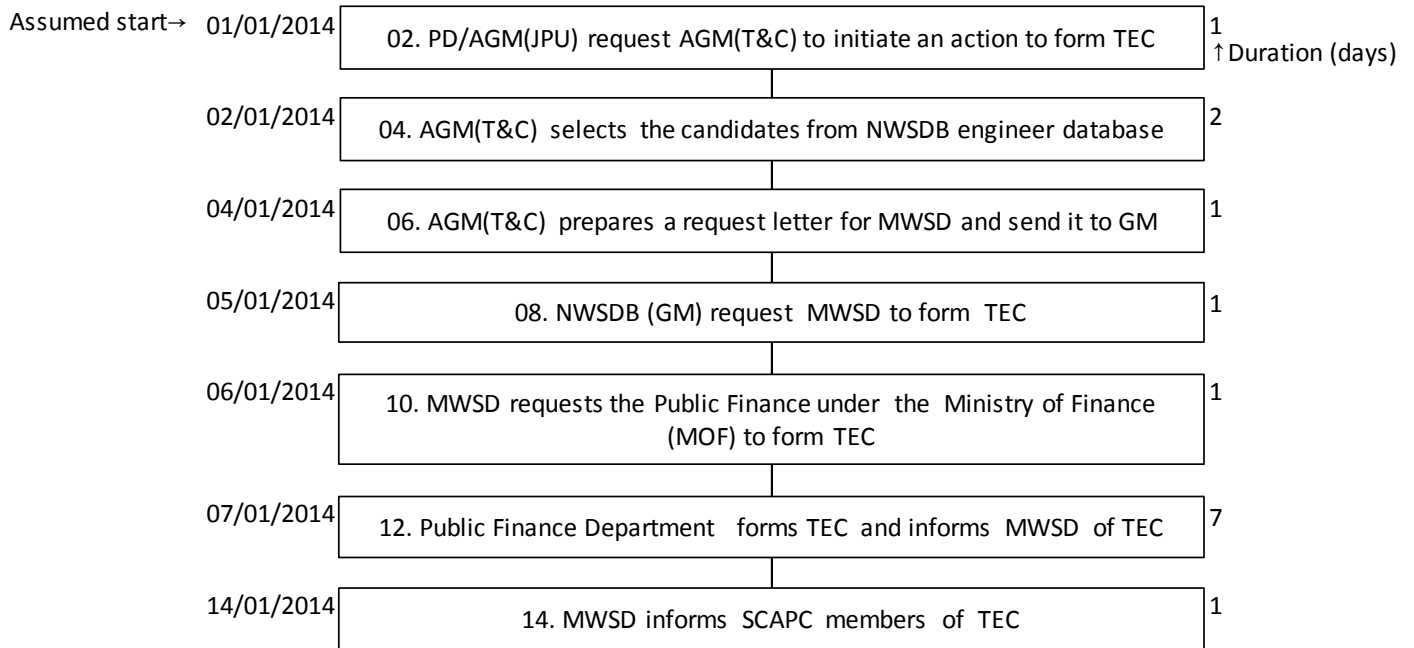 Assumed start→ 01/01/2014 02. PD/AGM(JPU) request AGM(T&C) to initiate an action to form TEC 1
↑Duration (days)
02/01/2014 04. AGM(T&C) selects the candidates from NWSDB engineer database 2
04/01/2014 06. AGM(T&C) prepares a request letter for MWSD and send it to GM 1
05/01/2014 08. NWSDB (GM) request MWSD to form TEC 1
06/01/2014 10. MWSD requests the Public Finance under the Ministry of Finance 1
(MOF) to form TEC
07/01/2014 12. Public Finance Department forms TEC and informs MWSD of TEC 7
14/01/2014 14. MWSD informs SCAPC members of TEC 1